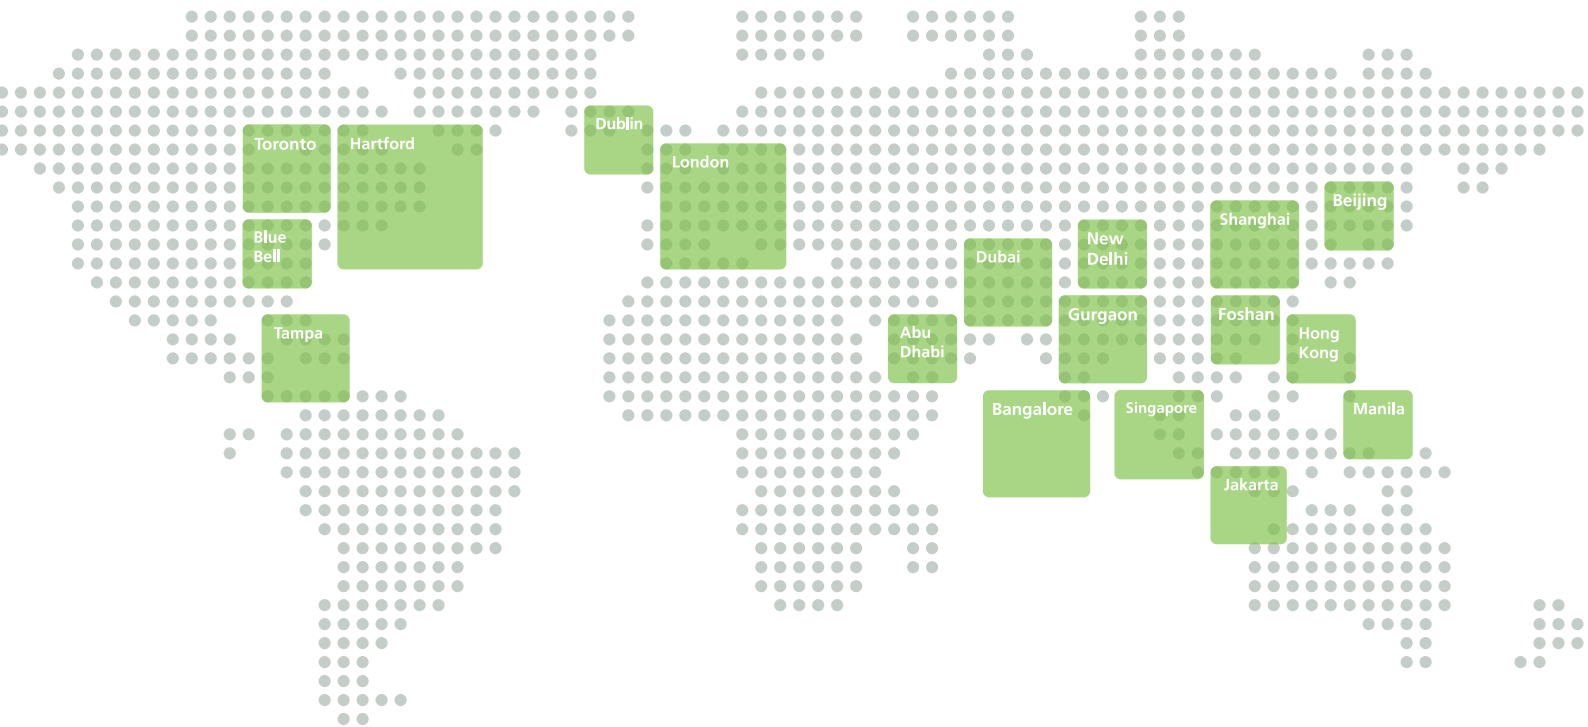 Dublin
Toronto
Hartford
London
Beijing
Shanghai
Blue
Bell
New
Delhi
Dubai
Gurgaon
Foshan
Tampa
Abu
Dhabi
Hong
Kong
Bangalore
Singapore
Manila
Jakarta